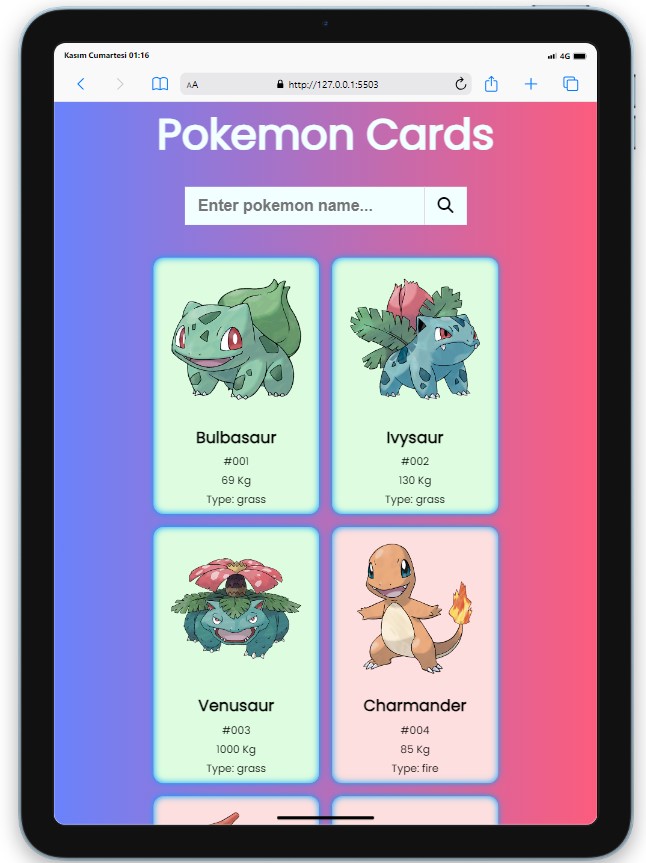 Kasım Cumartesi 01:16
4G
AA
http://127.0.0.1:5503
Pokemon Cards
Enter pokemon name...
Bulbasaur
#001
69 Kg
Type: grass
Ivysaur
#002
130 Kg
Type: grass
Venusaur
#003
1000 Kg
Type: grass
Charmander
#004
85 Kg
Type: fire